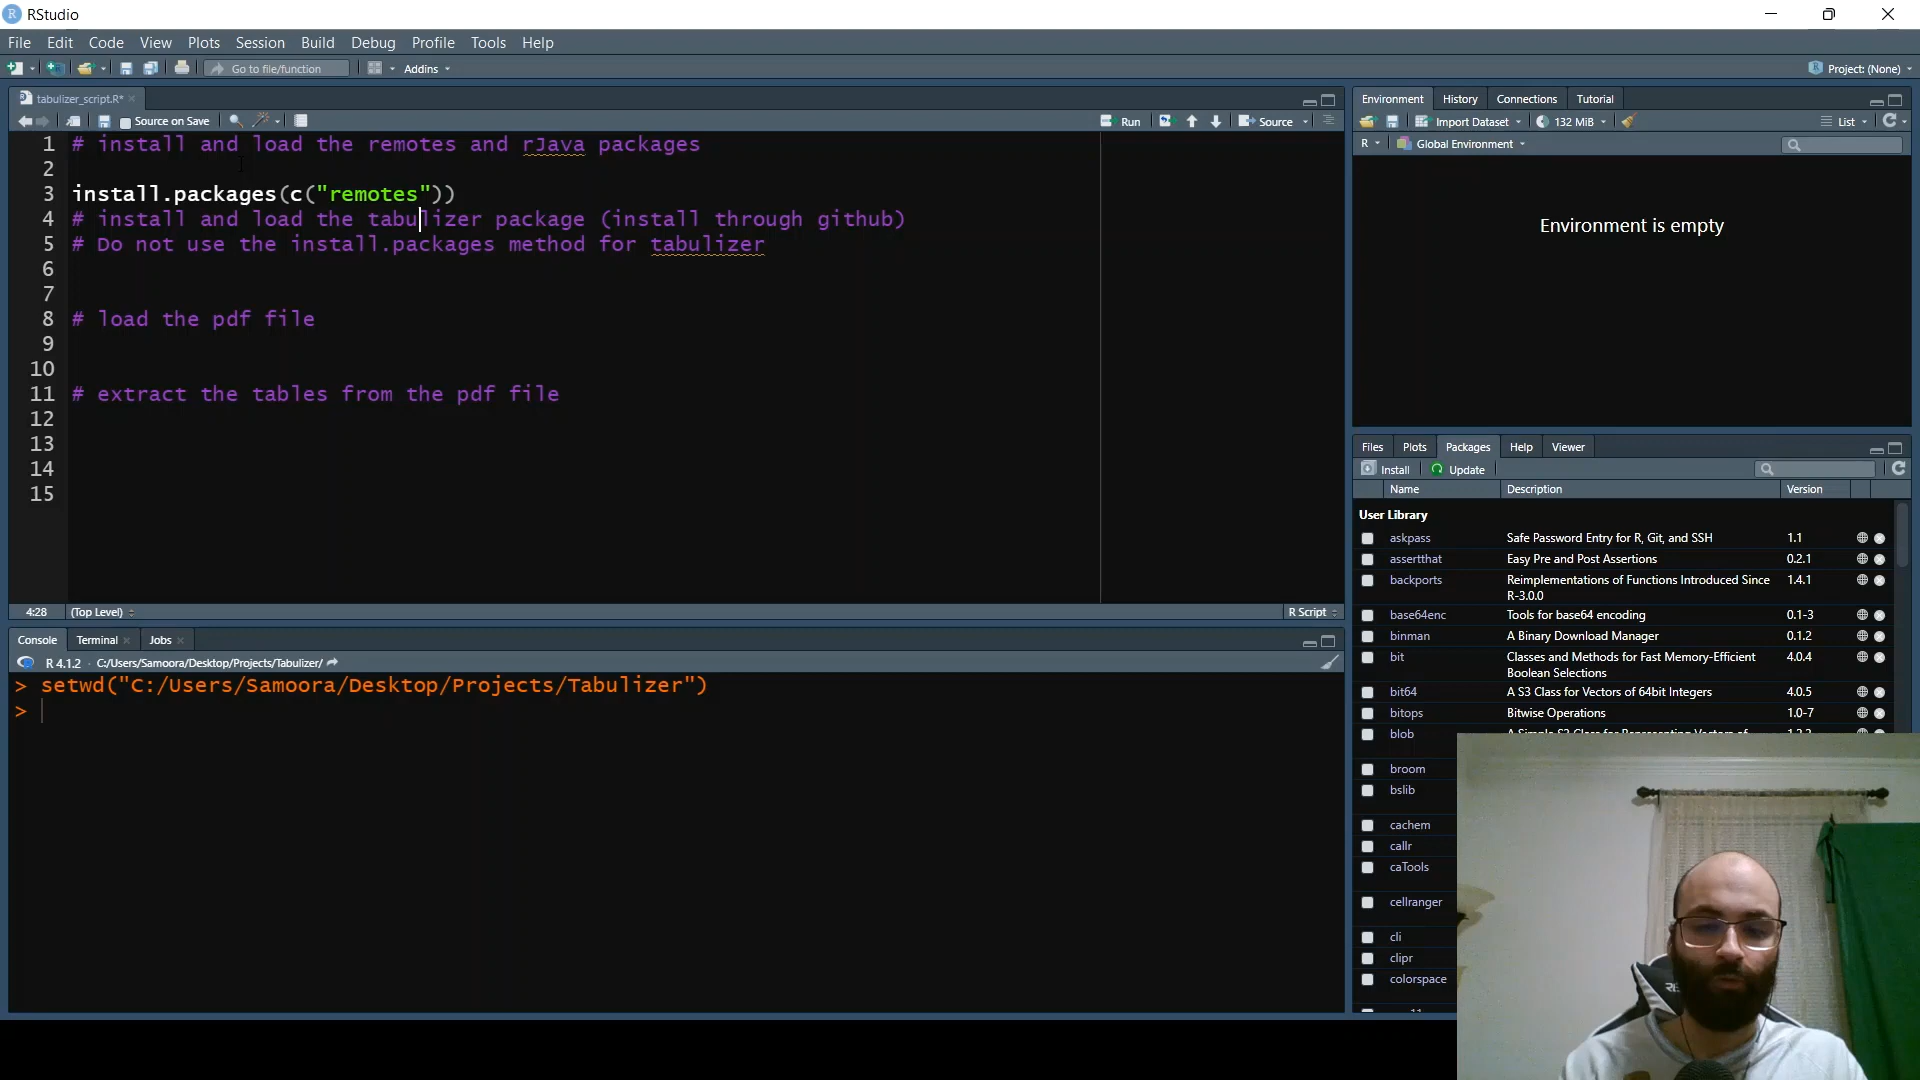 RStudio
File Edit Code View Plots Session Build Debug Profile Tools Help
Go to file/function Addins Project: (None)
tabulizer_script.R*
Source on Save Run Source
1 # install and load the remotes and rJava packages
2
3 install.packages(c("remotes"))
4 # install and load the tabulizer package (install through github)
5 # Do not use the install.packages method for tabulizer
6
7
8 # load the pdf file
9
10
11 # extract the tables from the pdf file
12
13
14
15
4:28 (Top Level) R Script
Console Terminal Jobs
R 4.1.2 · C:/Users/Samoora/Desktop/Projects/Tabulizer/
> setwd("C:/Users/Samoora/Desktop/Projects/Tabulizer")
>
Environment History Connections Tutorial
Import Dataset 132 MiB List
R Global Environment
Environment is empty
Files Plots Packages Help Viewer
Install Update
Name Description Version
User Library
askpass Safe Password Entry for R, Git, and SSH 1.1
assertthat Easy Pre and Post Assertions 0.2.1
backports Reimplementations of Functions Introduced Since 1.4.1
R-3.0.0
base64enc Tools for base64 encoding 0.1-3
binman A Binary Download Manager 0.1.2
bit Classes and Methods for Fast Memory-Efficient 4.0.4
Boolean Selections
bit64 A S3 Class for Vectors of 64bit Integers 4.0.5
bitops Bitwise Operations 1.0-7
blob
broom
bslib
cachem
callr
caTools
cellranger
cli
clipr
colorspace